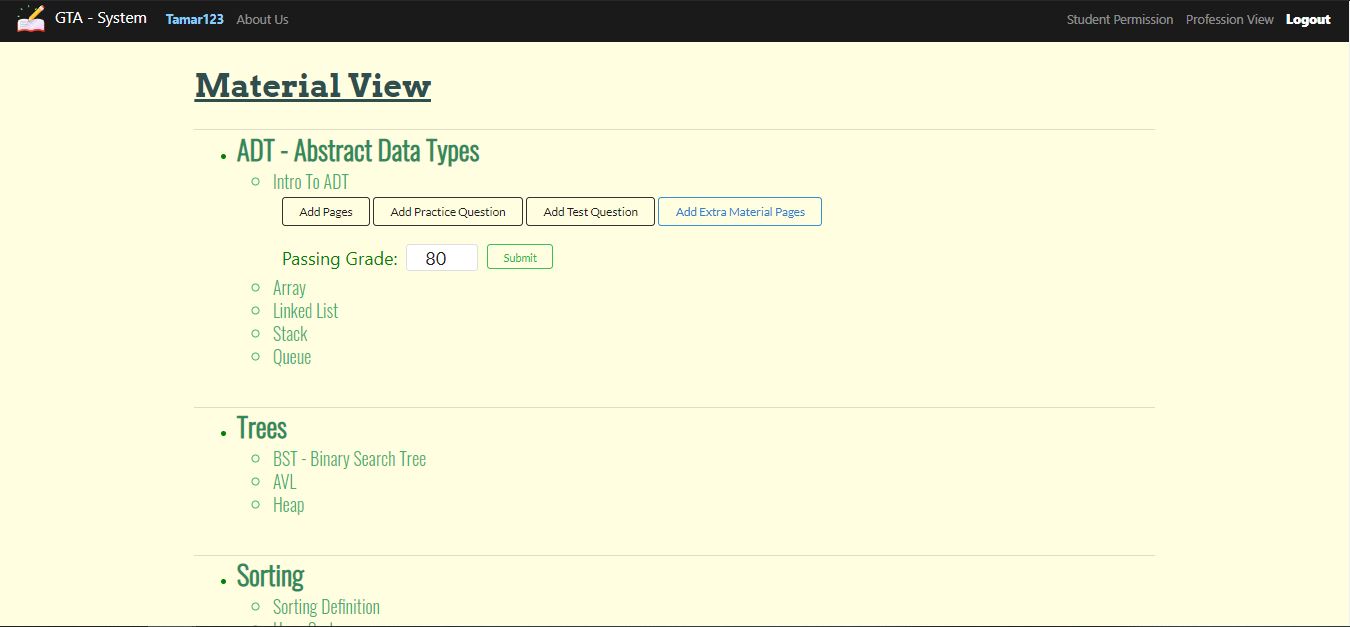 GTA - System Tamar123 About Us Student Permission Profession View Logout
Material View
ADT - Abstract Data Types
Intro To ADT
Add Pages Add Practice Question Add Test Question Add Extra Material Pages
Passing Grade: 80 Submit
Array
Linked List
Stack
Queue
Trees
BST - Binary Search Tree
AVL
Heap
Sorting
Sorting Definition